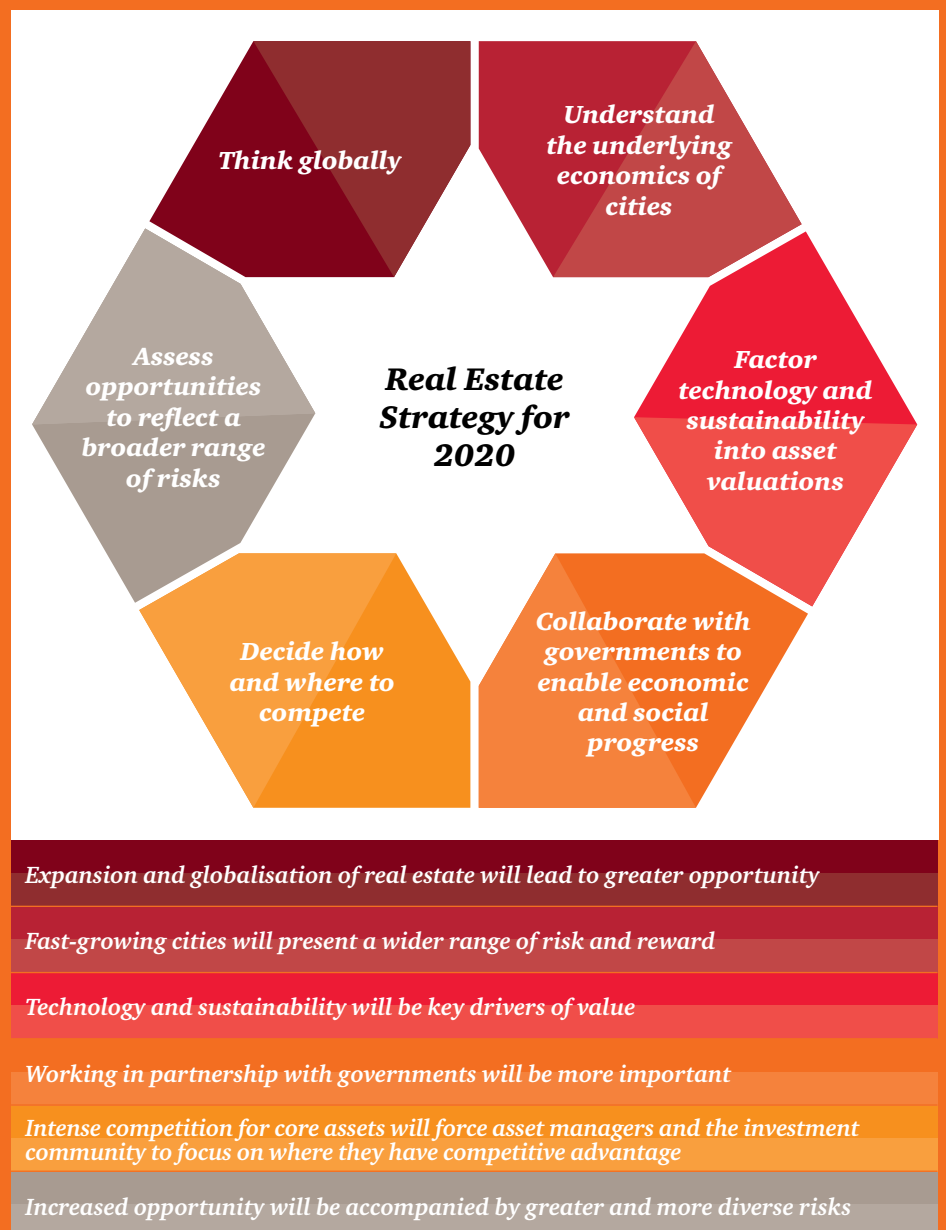 Think globally
Understand
the underlying
economics of
cities
Assess
opportunities
to reflect a
broader range
of risks
Real Estate
Strategy for
2020
Factor
technology and
sustainability
into asset
valuations
Decide how
and where to
compete
Collaborate with
governments to
enable economic
and social
progress
Expansion and globalisation of real estate will lead to greater opportunity
Fast-growing cities will present a wider range of risk and reward
Technology and sustainability will be key drivers of value
Working in partnership with governments will be more important
Intense competition for core assets will force asset managers and the investment
community to focus on where they have competitive advantage
Increased opportunity will be accompanied by greater and more diverse risks